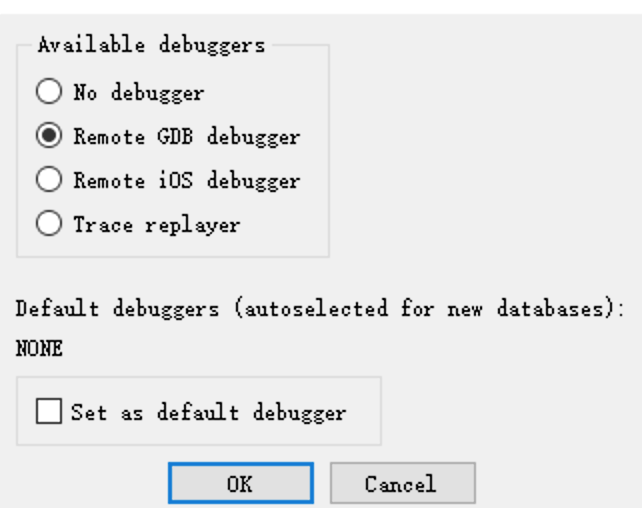 Available debuggers
No debugger
Remote GDB debugger
Remote iOS debugger
Trace replayer
Default debuggers (autoselected for new databases):
NONE
Set as default debugger
OK
Cancel